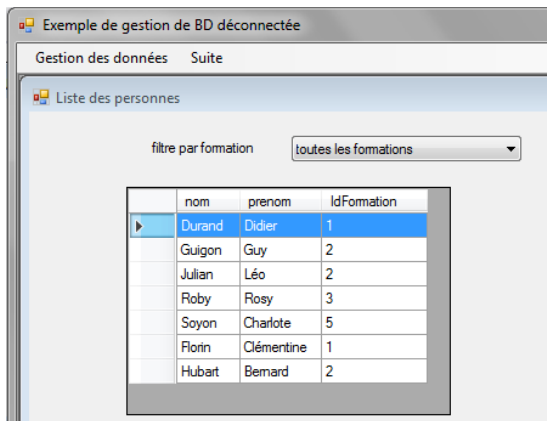 Exemple de gestion de BD déconnectée
Gestion des données Suite
Liste des personnes
filtre par formation toutes les formations
nom prenom IdFormation
Durand Didier 1
Guigon Guy 2
Julian Léo 2
Roby Rosy 3
Soyon Charlote 5
Florin Clémentine 1
Hubart Bernard 2